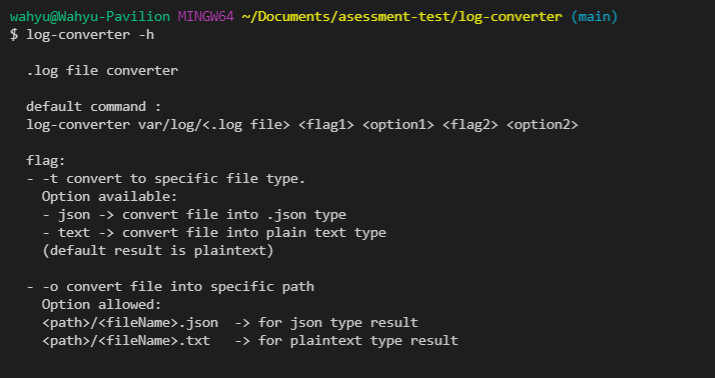 wahyu@Wahyu-Pavilion MINGW64 ~/Documents/asessment-test/log-converter (main)
$ log-converter -h
.log file converter
default command :
log-converter var/log/<.log file> <flag1> <option1> <flag2> <option2>
flag:
- -t convert to specific file type.
Option available:
- json -> convert file into .json type
- text -> convert file into plain text type
(default result is plaintext)
- -o convert file into specific path
Option allowed:
<path>/<fileName>.json  -> for json type result
<path>/<fileName>.txt   -> for plaintext type result